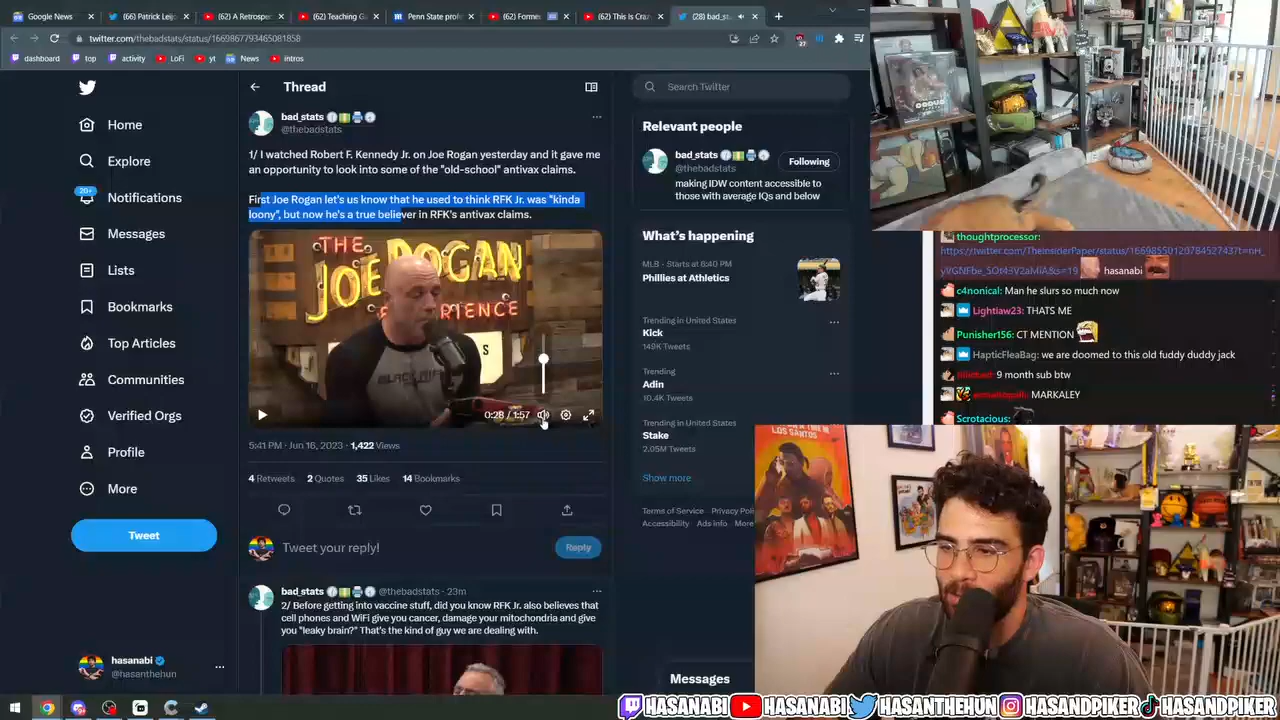 Google News
(66) Patrick Leij
(62) A Retrosper
(62) Teaching G
Penn State prof
(62) Former
(62) This Is Craz
(28) bad_st
twitter.com/thebadstats/status/1669867793465081858
27
dashboard
top
activity
LoFi
yt
News
intros
Home
Explore
20+
Notifications
Messages
Lists
Bookmarks
Top Articles
Communities
Verified Orgs
Profile
More
Tweet
hasanabi
@hasanthehun
Thread
bad_stats
@thebadstats
1/ I watched Robert F. Kennedy Jr. on Joe Rogan yesterday and it gave me
an opportunity to look into some of the "old-school" antivax claims.
First Joe Rogan let's us know that he used to think RFK Jr. was "kinda
loony", but now he's a true believer in RFK's antivax claims.
THE
JOE ROGAN
EXPERIENCE
0:28 / 1:57
5:41 PM · Jun 16, 2023 · 1,422 Views
4 Retweets 2 Quotes 35 Likes 14 Bookmarks
Tweet your reply!
Reply
bad_stats @thebadstats · 23m
2/ Before getting into vaccine stuff, did you know RFK Jr. also believes that
cell phones and WiFi give you cancer, damage your mitochondria and give
you "leaky brain?" That's the kind of guy we are dealing with.
Search Twitter
Relevant people
bad_stats
@thebadstats
Following
making IDW content accessible to
those with average IQs and below
What's happening
MLB · Starts at 6:40 PM
Phillies at Athletics
Trending in United States
Kick
149K Tweets
Trending
Adin
10.4K Tweets
Trending in United States
Stake
2.05M Tweets
Show more
Terms of Service Privacy Poli
Accessibility Ads info More
Messages
thoughtprocessor:
hasanabi
c4nonical: Man he slurs so much now
Lightiaw23: THATS ME
Punisher156: CT MENTION
HapticFleaBag: we are doomed to this old fuddy duddy jack
9 month sub btw
MARKALEY
Scrotacious:
LOS SANTOS
HASANABI
HASANABI
HASANTHEHUN
HASANDPIKER
HASANDPIKER